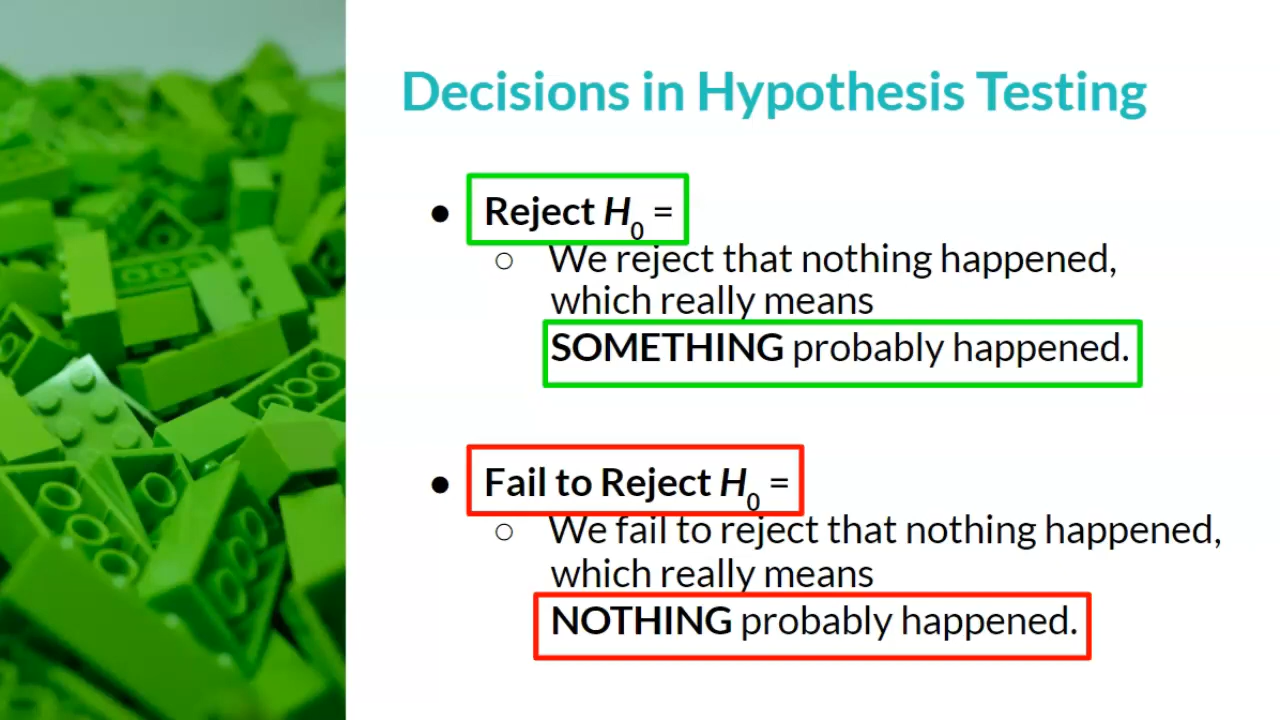 Decisions in Hypothesis Testing
● Reject H₀ =
○ We reject that nothing happened,
which really means
SOMETHING probably happened.
● Fail to Reject H₀ =
○ We fail to reject that nothing happened,
which really means
NOTHING probably happened.